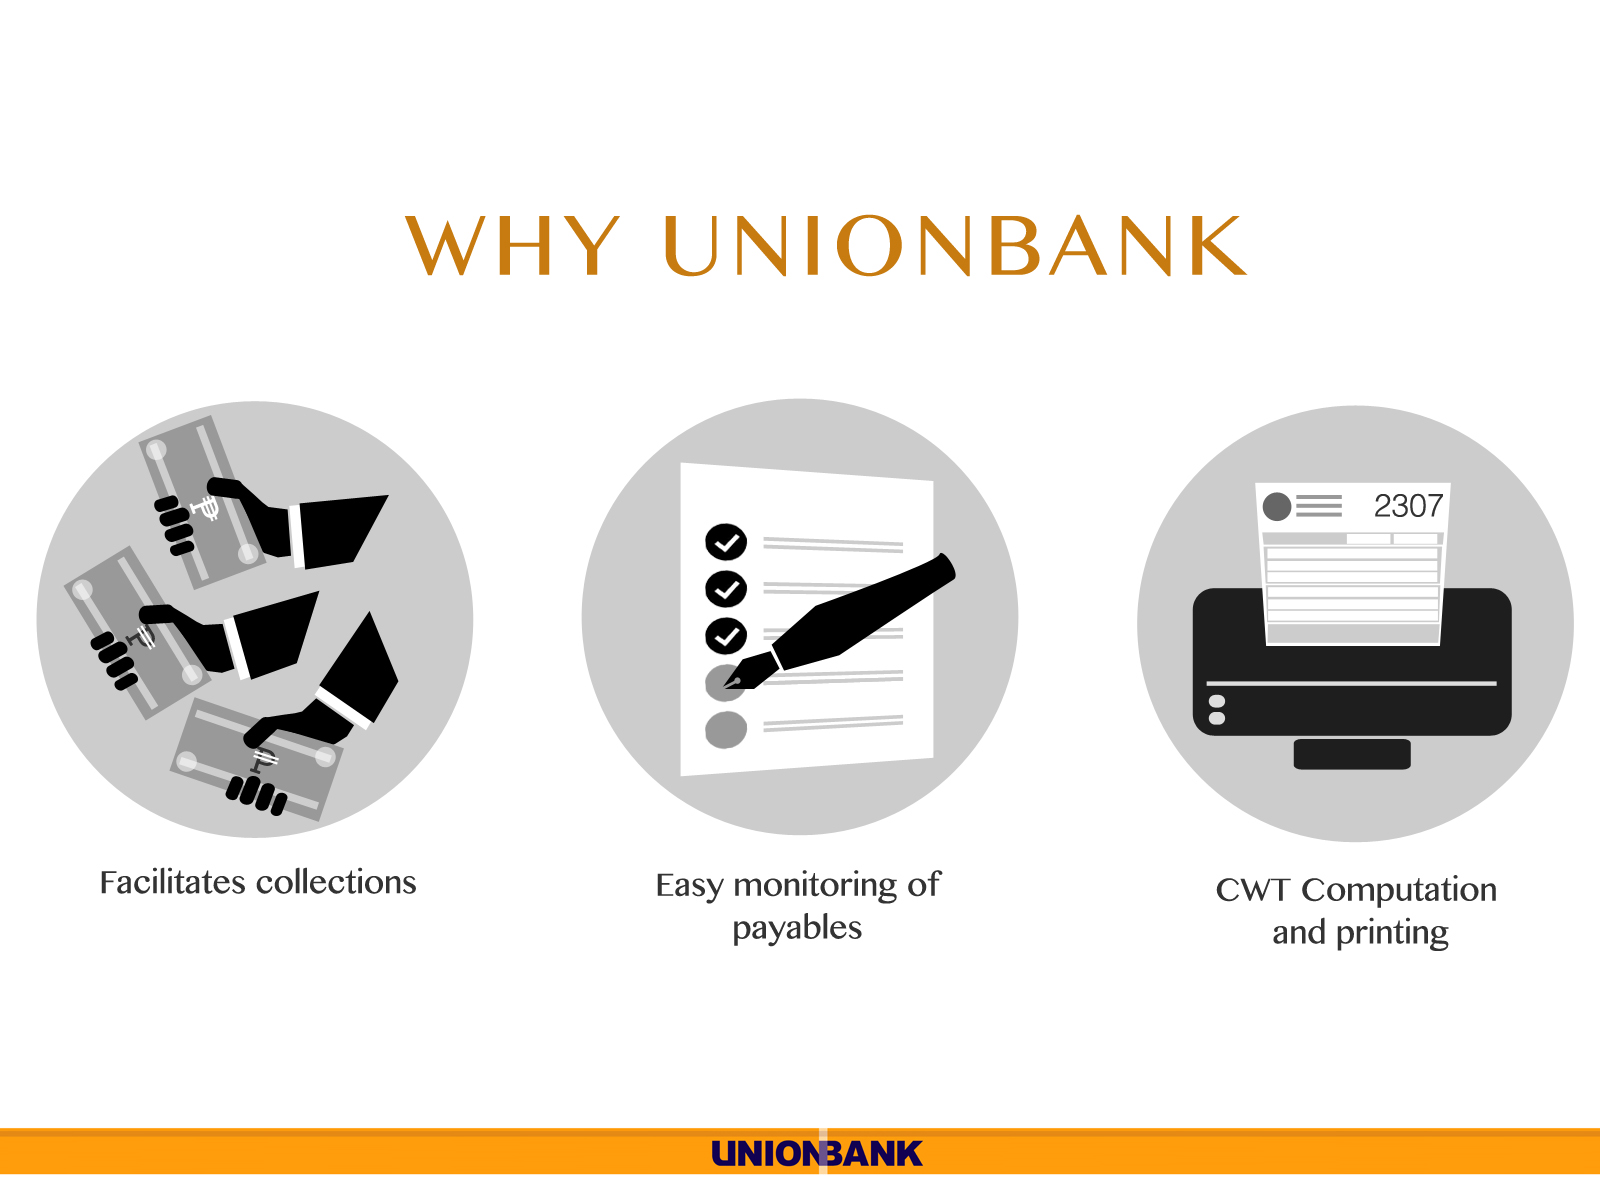 WHY UNIONBANK
₱
₱
₱
2307
Facilitates collections
Easy monitoring of
payables
CWT Computation
and printing
UNIONBANK